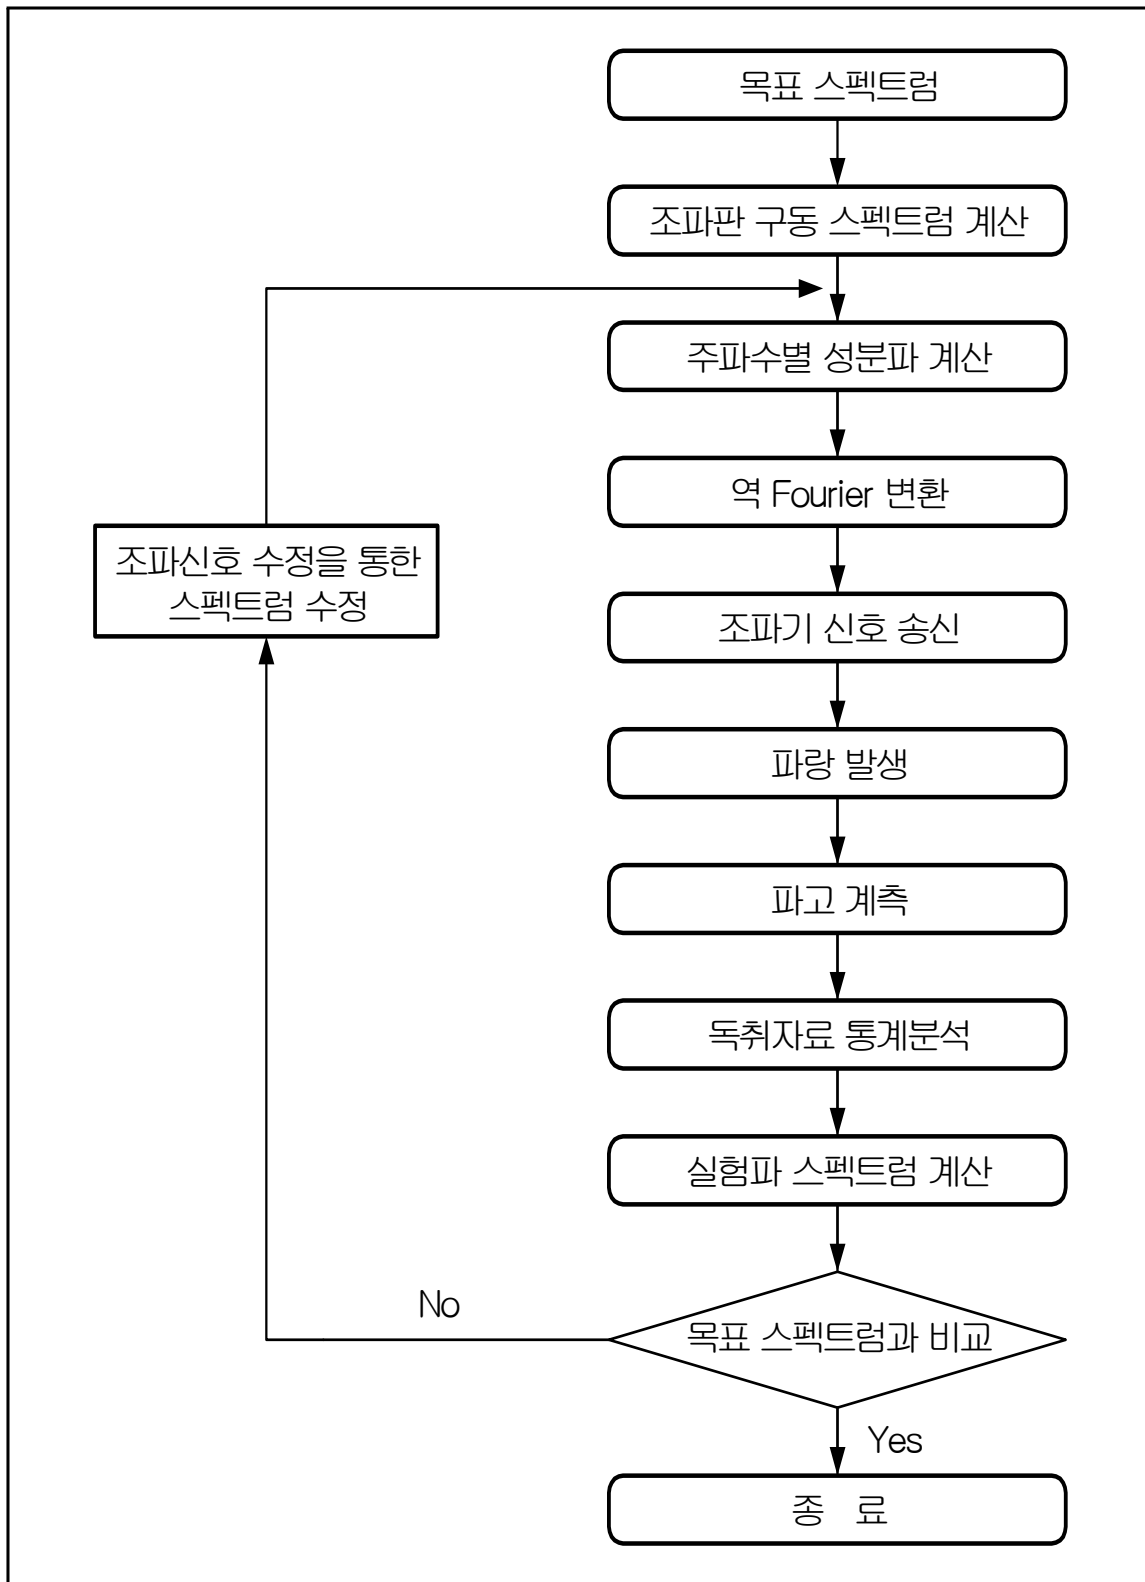 목표 스펙트럼
조파판 구동 스펙트럼 계산
주파수별 성분파 계산
역 Fourier 변환
조파신호 수정을 통한
스펙트럼 수정
조파기 신호 송신
파랑 발생
파고 계측
독취자료 통계분석
실험파 스펙트럼 계산
No
목표 스펙트럼과 비교
Yes
종 료